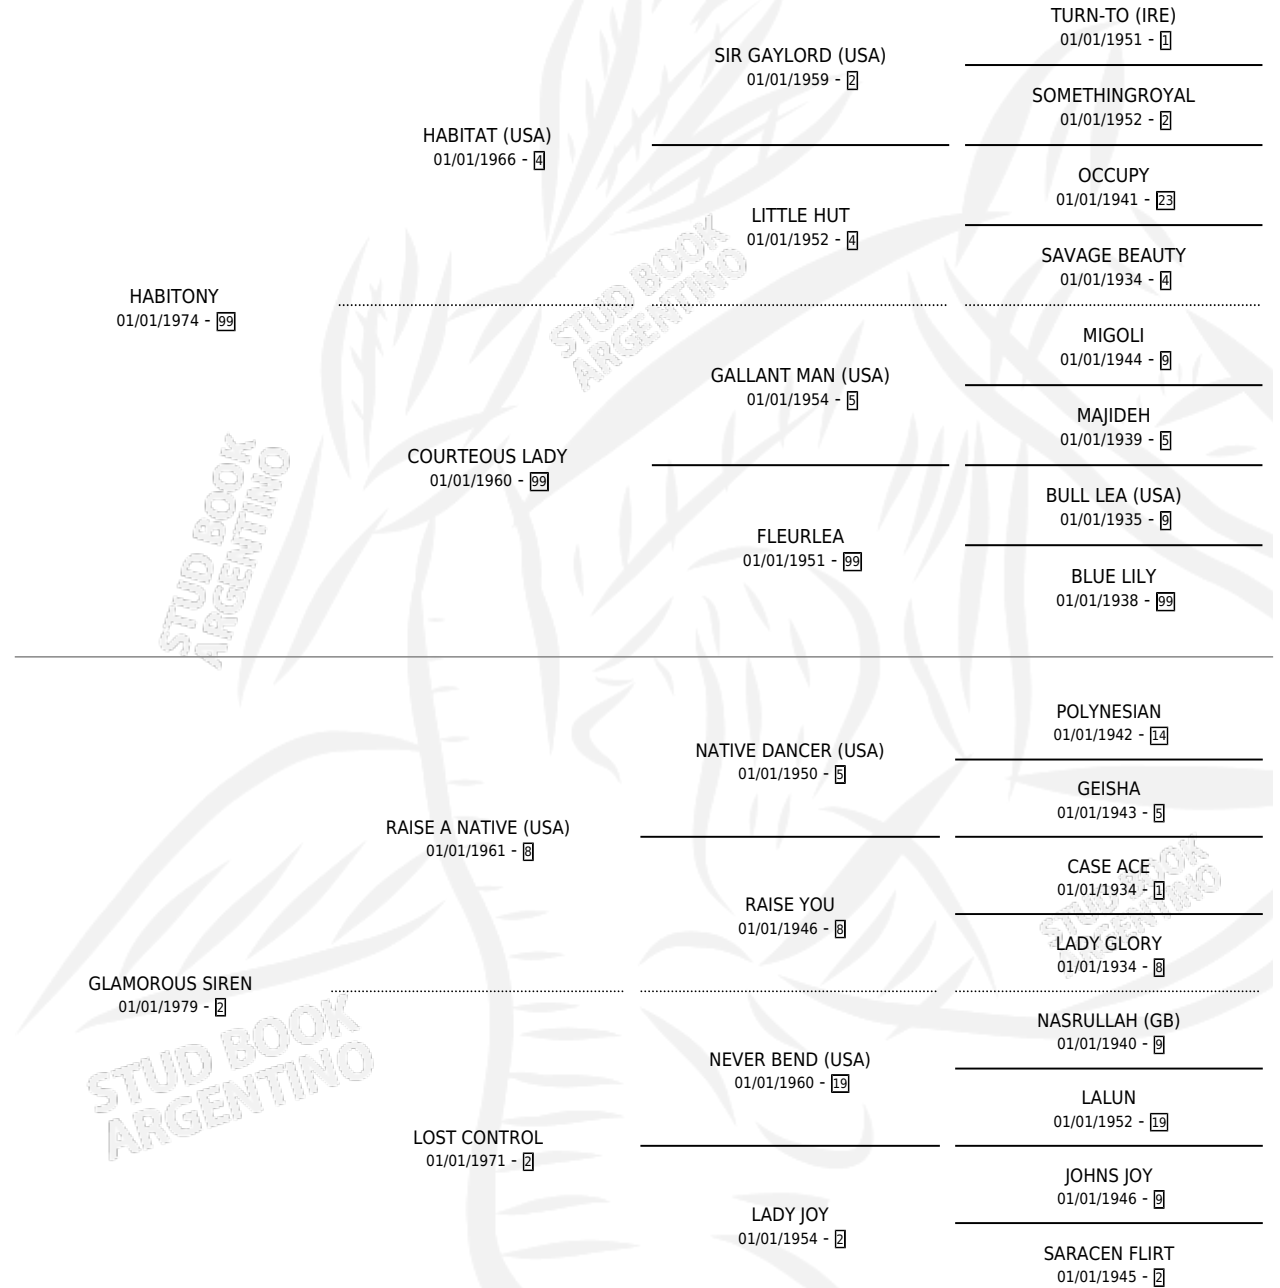 TURN-TO (IRE)
01/01/1951 - 1
SIR GAYLORD (USA)
01/01/1959 - 2
SOMETHINGROYAL
01/01/1952 - 2
HABITAT (USA)
01/01/1966 - 4
OCCUPY
01/01/1941 - 23
LITTLE HUT
01/01/1952 - 4
SAVAGE BEAUTY
01/01/1934 - 4
HABITONY
01/01/1974 - 99
MIGOLI
01/01/1944 - 9
GALLANT MAN (USA)
01/01/1954 - 5
MAJIDEH
01/01/1939 - 5
COURTEOUS LADY
01/01/1960 - 99
BULL LEA (USA)
01/01/1935 - 9
FLEURLEA
01/01/1951 - 99
BLUE LILY
01/01/1938 - 99
POLYNESIAN
01/01/1942 - 14
NATIVE DANCER (USA)
01/01/1950 - 5
GEISHA
01/01/1943 - 5
RAISE A NATIVE (USA)
01/01/1961 - 8
CASE ACE
01/01/1934 - 1
RAISE YOU
01/01/1946 - 8
LADY GLORY
01/01/1934 - 8
GLAMOROUS SIREN
01/01/1979 - 2
NASRULLAH (GB)
01/01/1940 - 9
NEVER BEND (USA)
01/01/1960 - 19
LALUN
01/01/1952 - 19
LOST CONTROL
01/01/1971 - 2
JOHNS JOY
01/01/1946 - 9
LADY JOY
01/01/1954 - 2
SARACEN FLIRT
01/01/1945 - 2
STUD BOOK
ARGENTINO
STUD BOOK
ARGENTINO
STUD BOOK
ARGENTINO
STUD BOOK
ARGENTINO